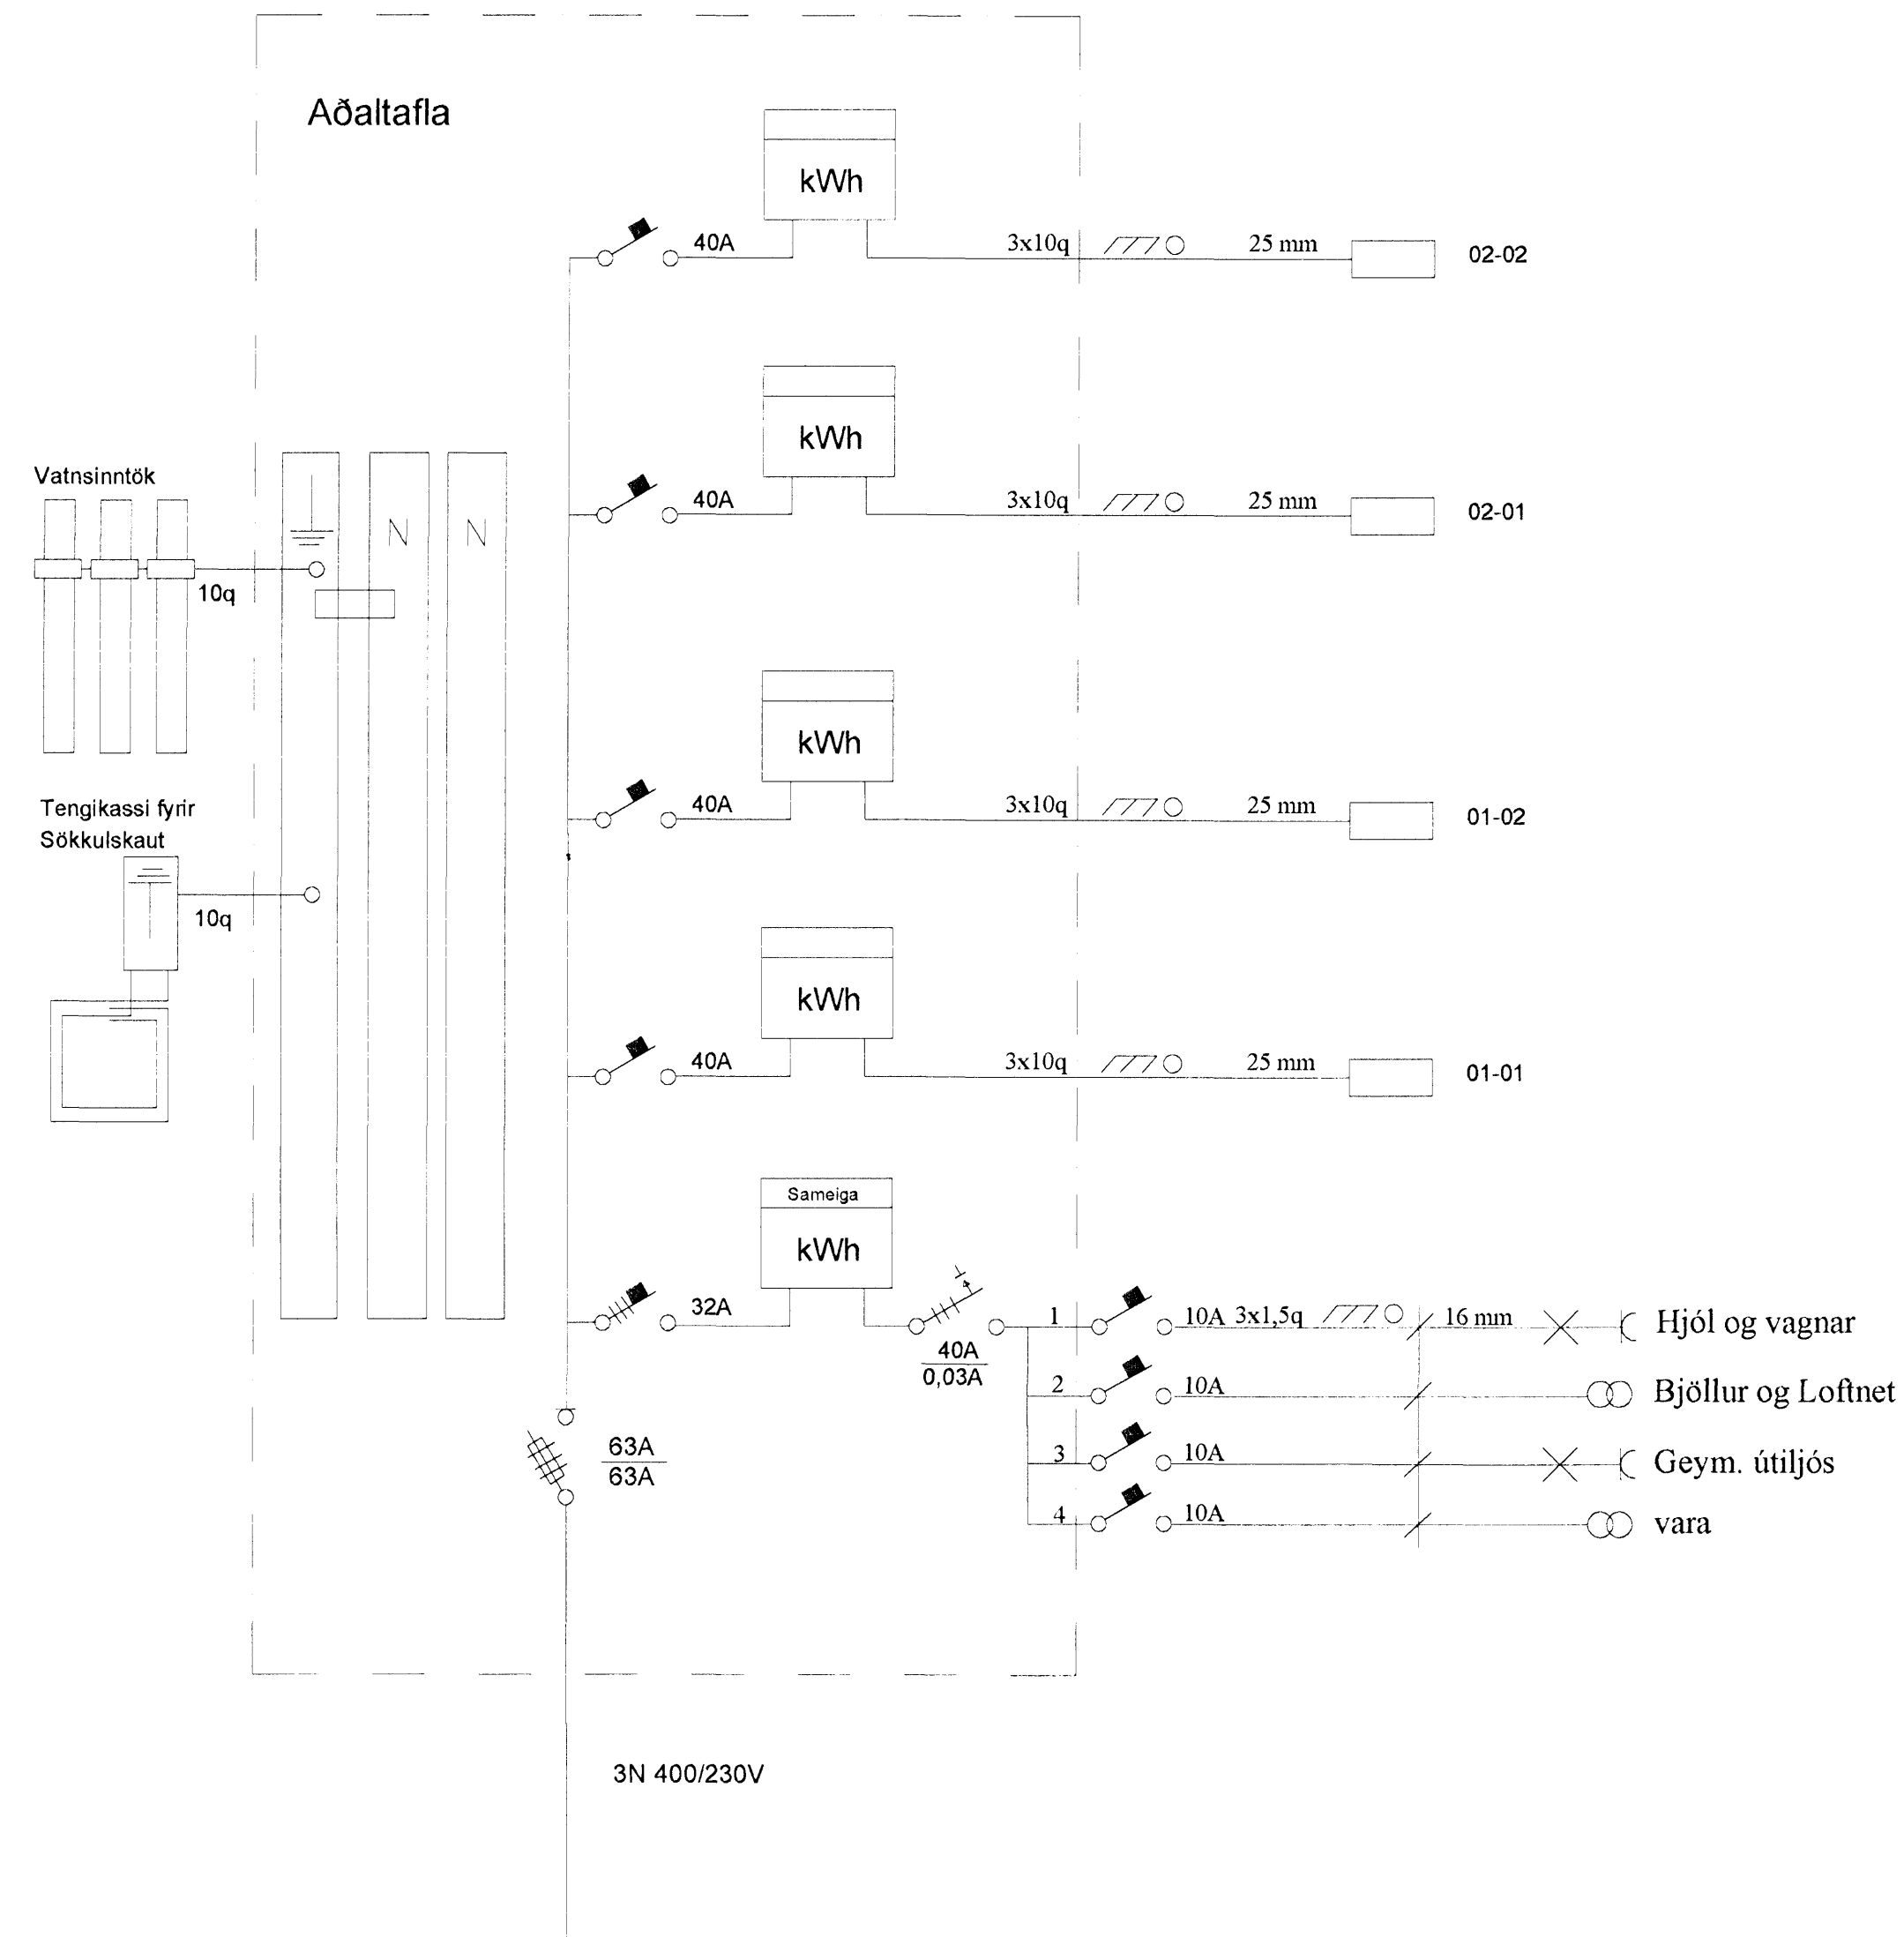 Aðaltafla
kWh
40A
3x10q
25 mm
02-02
kWh
40A
3x10q
25 mm
02-01
Vatnsinntök
N
N
10q
kWh
40A
3x10q
25 mm
01-02
Tengikassi fyrir
Sökkulskaut
10q
kWh
40A
3x10q
25 mm
01-01
Sameiga
kWh
32A
40A
0,03A
1
10A
3x1,5q
16 mm
Hjól og vagnar
2
10A
Bjöllur og Loftnet
3
10A
Geym. útiljós
4
10A
vara
63A
63A
3N 400/230V